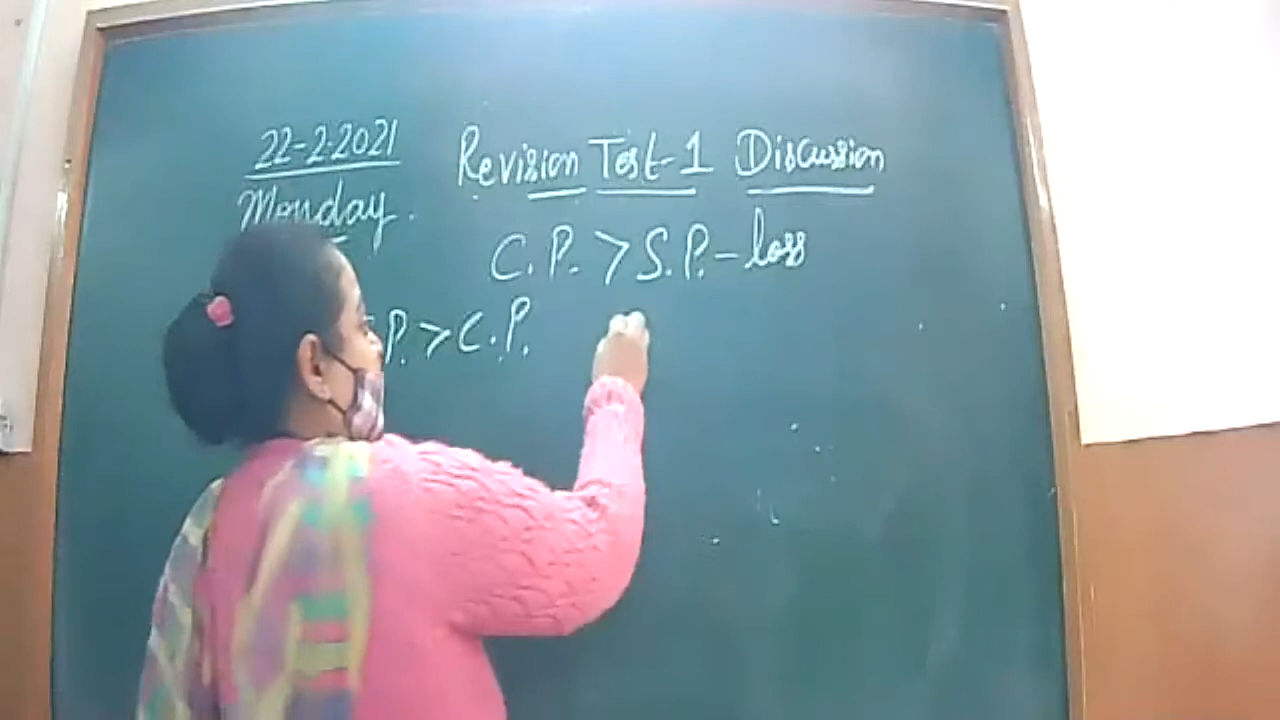 22-2-2021
Monday.
Revision Test-1 Discussion
C.P. > S.P. - loss
P. > C.P.